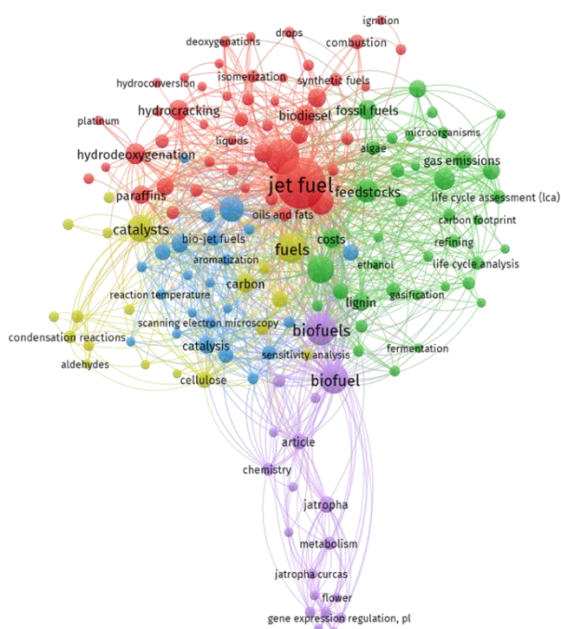 ignition
drops
deoxygenations
combustion
isomerization
synthetic fuels
hydroconversion
hydrocracking
biodiesel
fossil fuels
platinum
microorganisms
liquids
algae
hydrodeoxygenation
gas emissions
jet fuel
feedstocks
paraffins
life cycle assessment (lca)
oils and fats
carbon footprint
catalysts
bio-jet fuels
costs
refining
fuels
aromatization
ethanol
life cycle analysis
carbon
reaction temperature
lignin
gasification
scanning electron microscopy
biofuels
condensation reactions
catalysis
sensitivity analysis
fermentation
aldehydes
cellulose
biofuel
article
chemistry
jatropha
metabolism
jatropha curcas
flower
gene expression regulation, pl